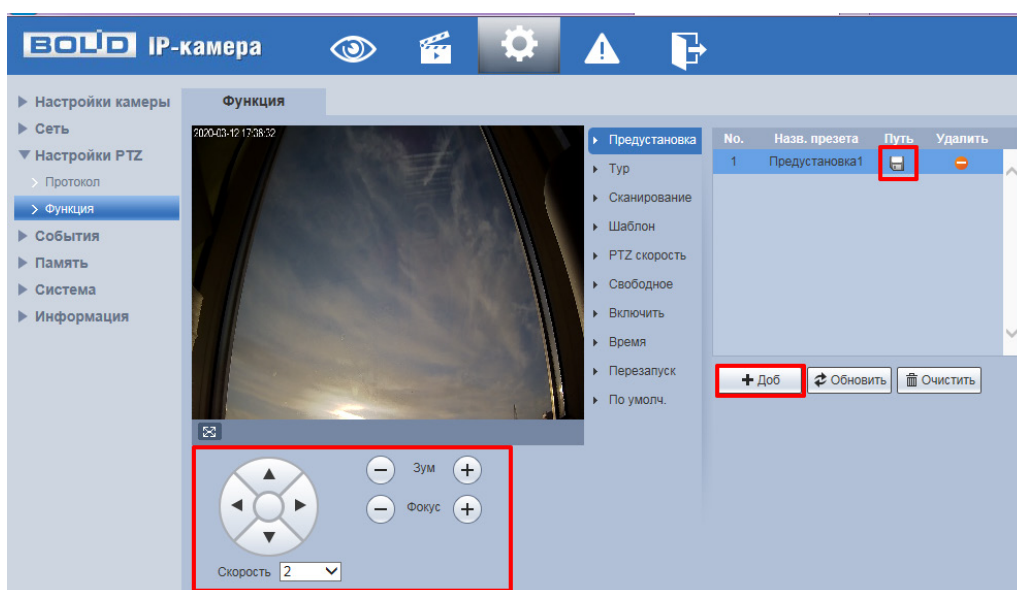 BOLID IP-камера
Настройки камеры
Сеть
Настройки PTZ
Протокол
Функция
События
Память
Система
Информация
Функция
2020-03-12 17:38:32
Предустановка
Тур
Сканирование
Шаблон
PTZ скорость
Свободное
Включить
Время
Перезапуск
По умолч.
No. Назв. презета Путь Удалить
1 Предустановка1
Доб Обновить Очистить
Зум
Фокус
Скорость 2